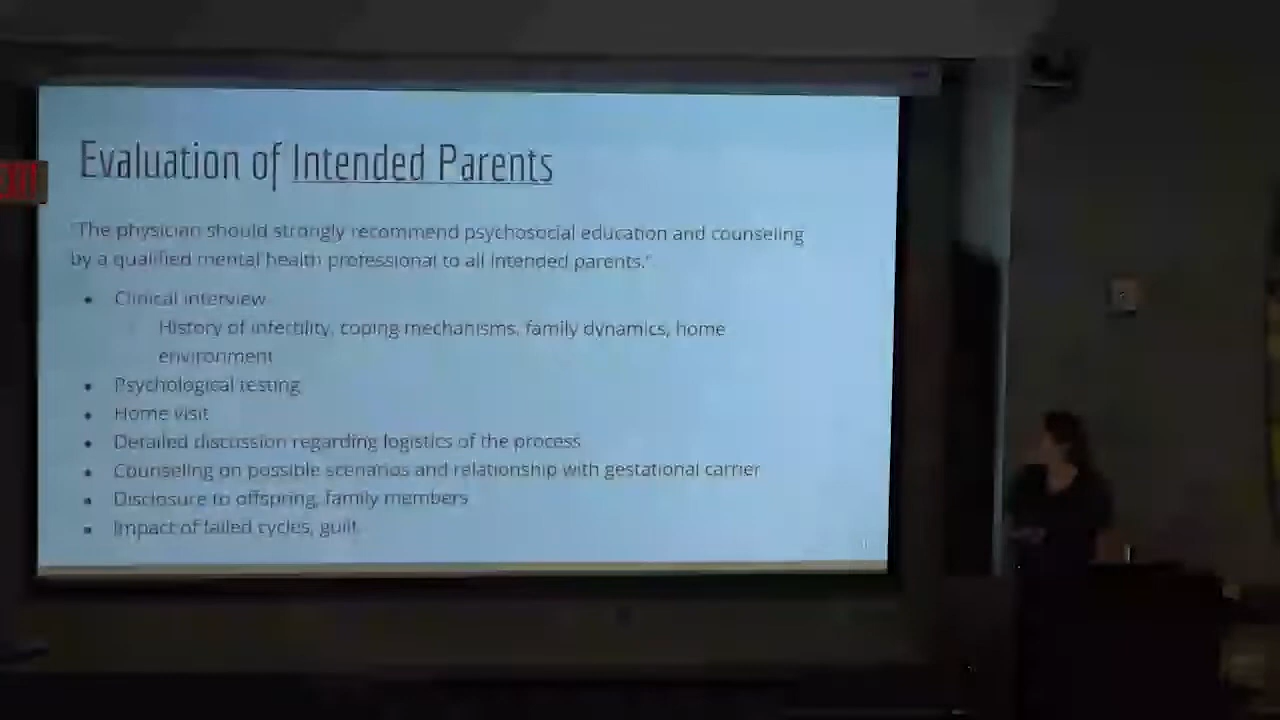 Evaluation of Intended Parents
EXIT
"The physician should strongly recommend psychosocial education and counseling
by a qualified mental health professional to all intended parents."
• Clinical interview
History of infertility, coping mechanisms, family dynamics, home
environment
• Psychological testing
• Home visit
• Detailed discussion regarding logistics of the process
• Counseling on possible scenarios and relationship with gestational carrier
• Disclosure to offspring, family members
• Impact of failed cycles, guilt